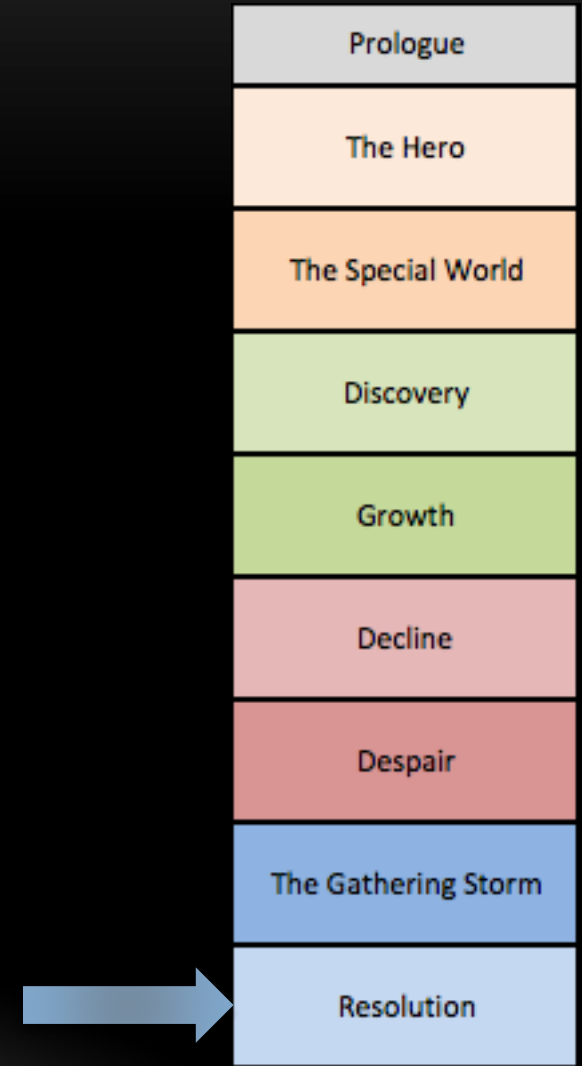 Prologue
The Hero
The Special World
Discovery
Growth
Decline
Despair
The Gathering Storm
Resolution